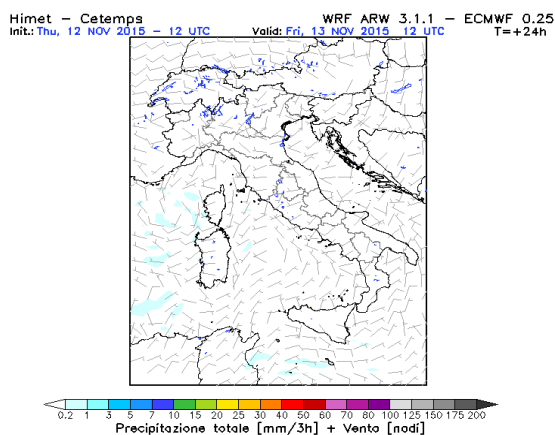 Himet – Cetemps WRF ARW 3.1.1 – ECMWF 0.25
Init.: Thu, 12 NOV 2015 – 12 UTC Valid: Fri, 13 NOV 2015 12 UTC T=+24h
0.2 1 3 5 7 10 15 20 25 30 40 50 60 70 80 90 100 125 150 175 200
Precipitazione totale [mm/3h] + Vento [nodi]